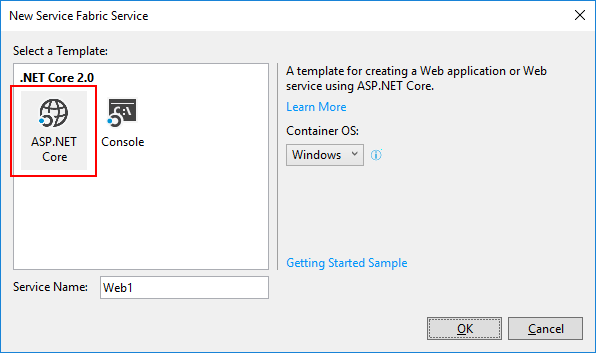 New Service Fabric Service
Select a Template:
.NET Core 2.0
ASP.NET
Core
Console
A template for creating a Web application or Web
service using ASP.NET Core.
Learn More
Container OS:
Windows
Getting Started Sample
Service Name:
Web1
OK
Cancel